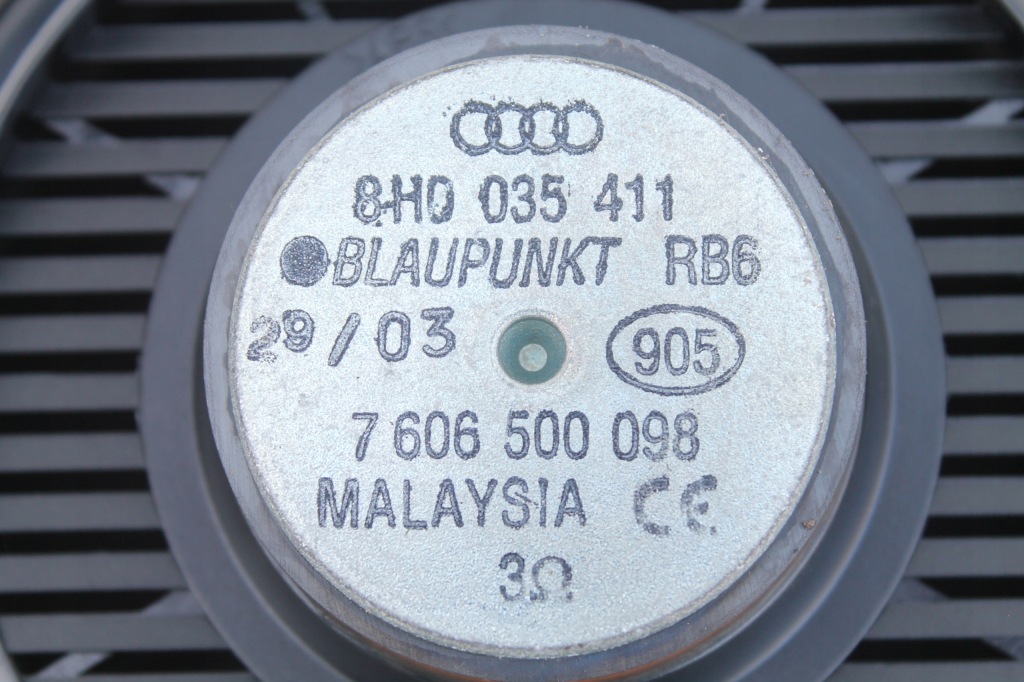 8H0 035 411
BLAUPUNKT RB6
29/03 905
7 606 500 098
MALAYSIA CE
3Ω